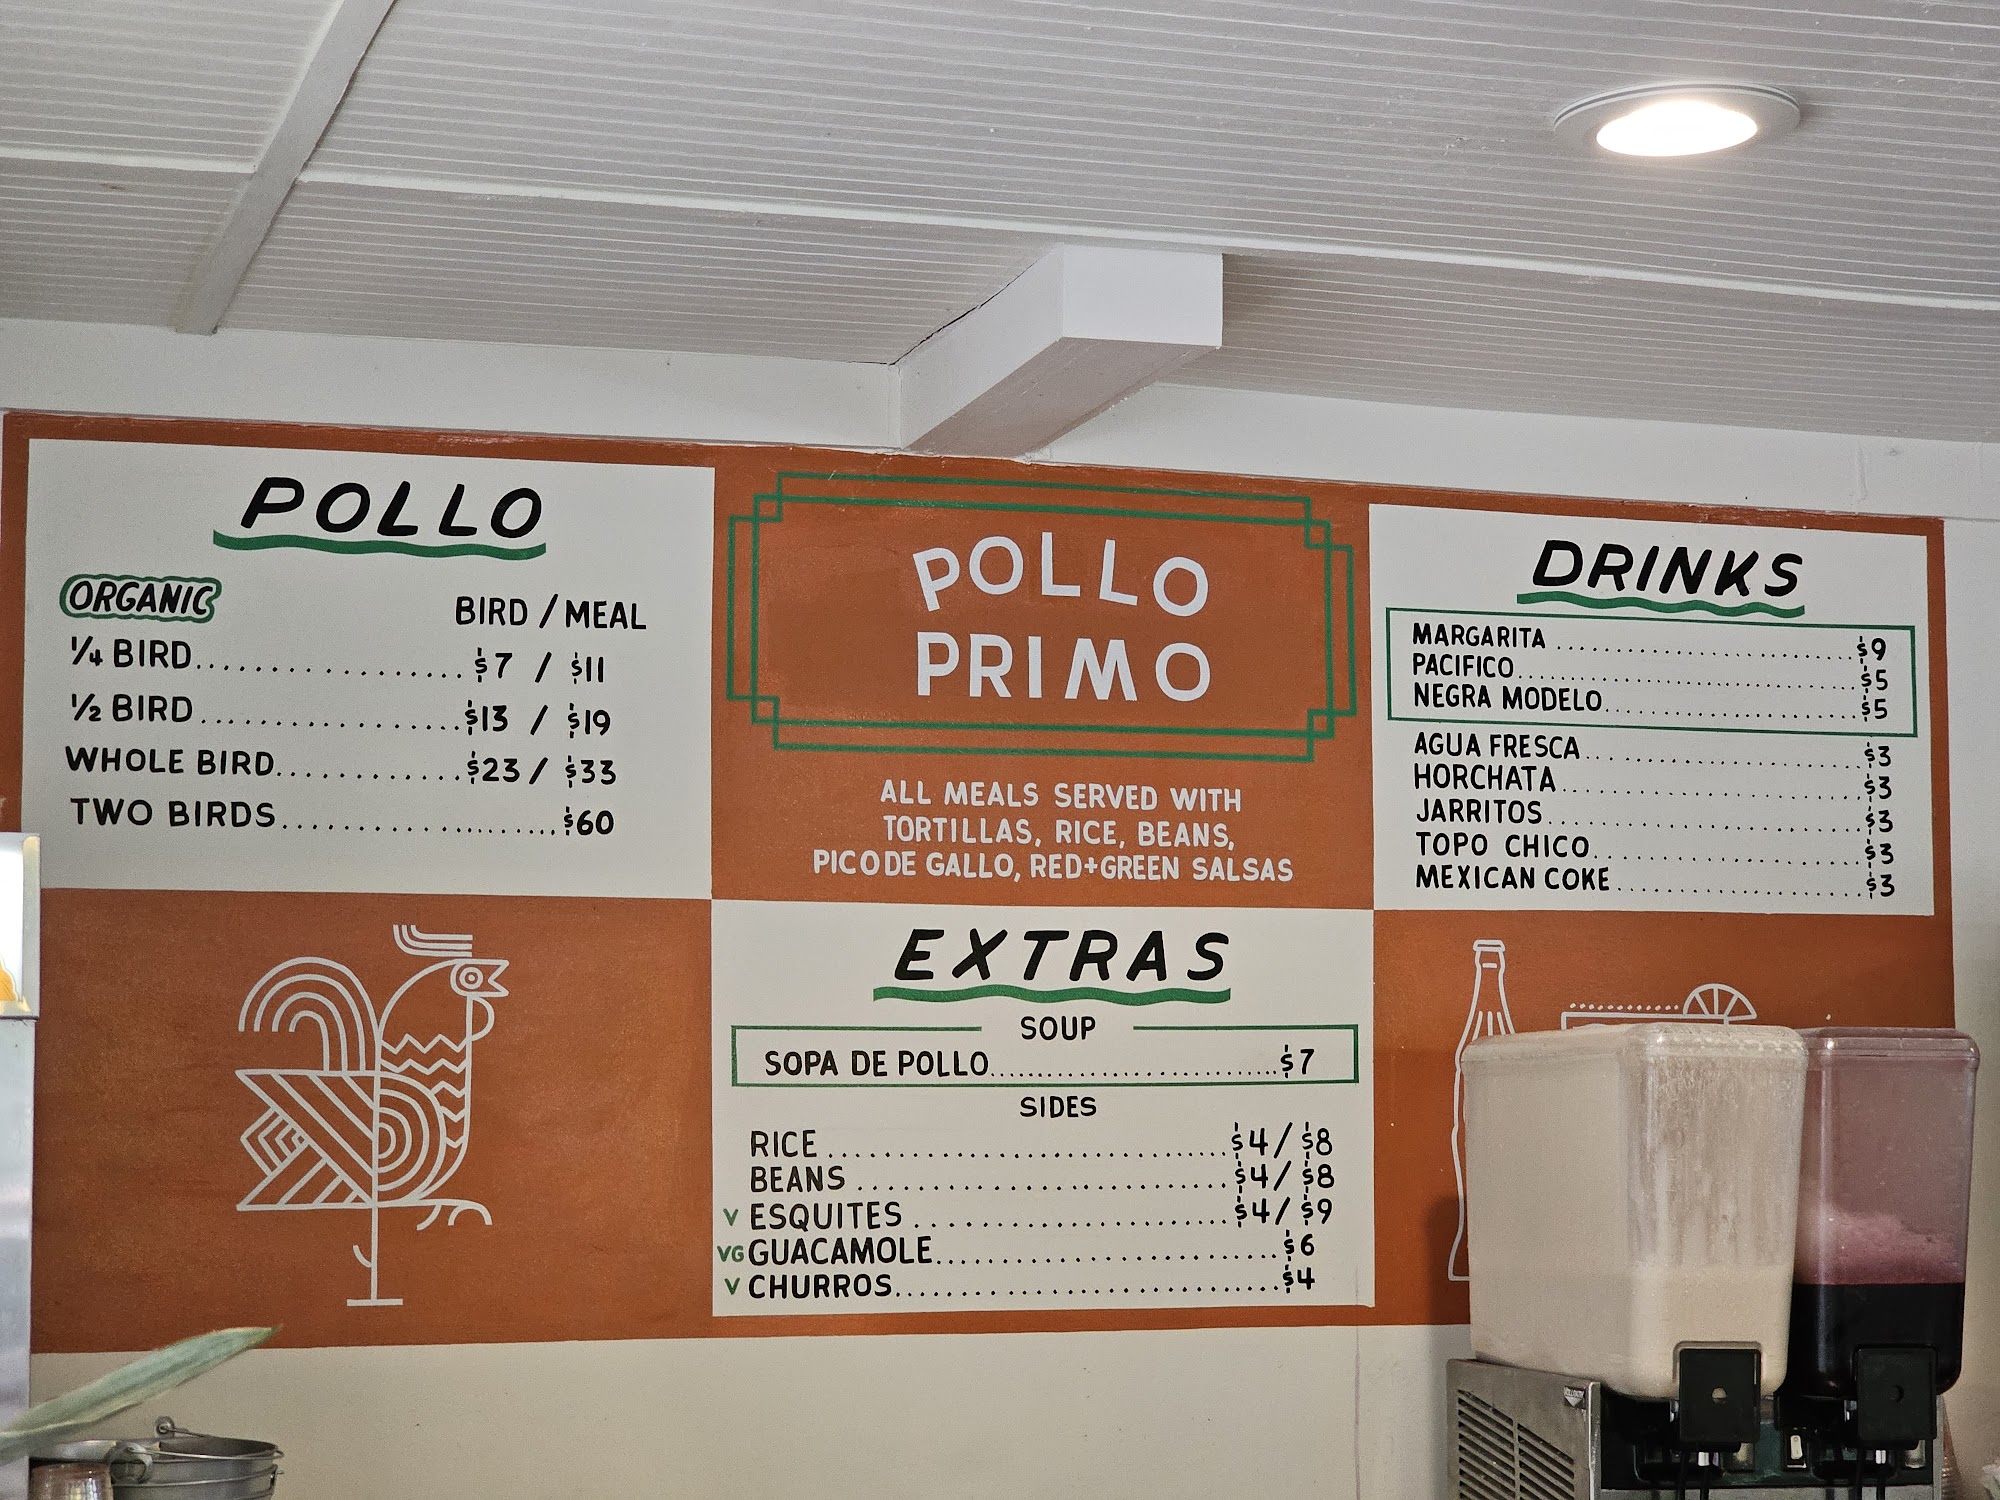 POLLO
ORGANIC
BIRD / MEAL
1/4 BIRD.................$7 / $11
1/2 BIRD.................$13 / $19
WHOLE BIRD............$23 / $33
TWO BIRDS......................$60
POLLO
PRIMO
ALL MEALS SERVED WITH
TORTILLAS, RICE, BEANS,
PICO DE GALLO, RED+GREEN SALSAS
DRINKS
MARGARITA ........................$9
PACIFICO............................$5
NEGRA MODELO.....................$5
AGUA FRESCA.......................$3
HORCHATA.........................$3
JARRITOS..........................$3
TOPO CHICO.......................$3
MEXICAN COKE.....................$3
EXTRAS
SOUP
SOPA DE POLLO............................$7
SIDES
RICE.................................$4/$8
BEANS ..............................$4/$8
V ESQUITES .........................$4/$9
VG GUACAMOLE.............................$6
V CHURROS................................$4